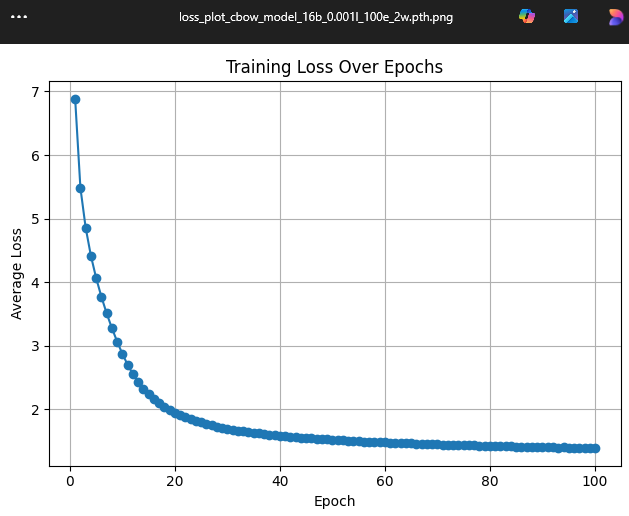 loss_plot_cbow_model_16b_0.001l_100e_2w.pth.png
Training Loss Over Epochs
7
6
5
4
3
2
Average Loss
0 20 40 60 80 100
Epoch